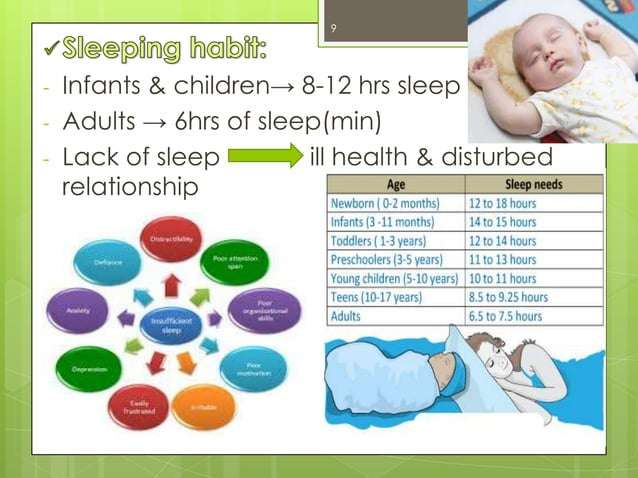 9
Sleeping habit:
- Infants & children→ 8-12 hrs sleep
- Adults → 6hrs of sleep(min)
- Lack of sleep ill health & disturbed
relationship
Age Sleep needs
Newborn ( 0-2 months) 12 to 18 hours
Infants (3 -11 months) 14 to 15 hours
Toddlers ( 1-3 years) 12 to 14 hours
Preschoolers (3-5 years) 11 to 13 hours
Young children (5-10 years) 10 to 11 hours
Teens (10-17 years) 8.5 to 9.25 hours
Adults 6.5 to 7.5 hours
Distractibility
Poor attention
span
Poor
organisational
skills
Poor
motivation
Irritable
Easily
frustrated
Depression
Anxiety
Defiance
Insufficient
sleep